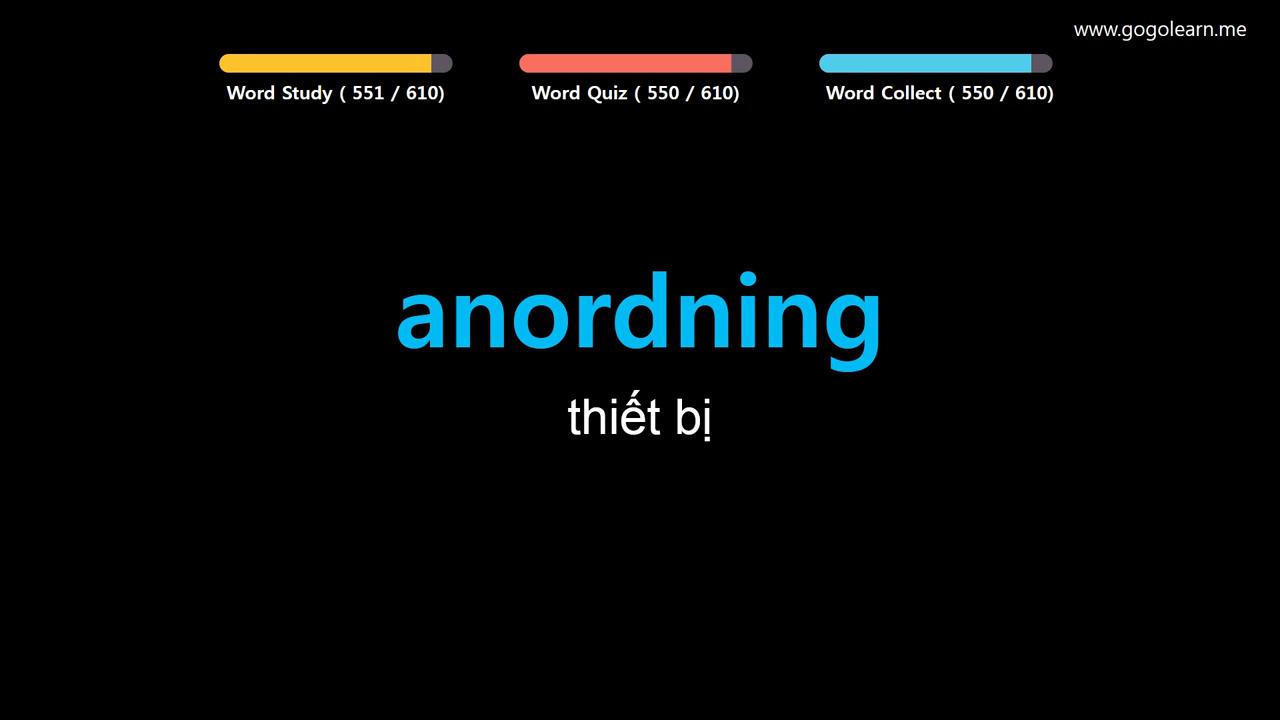 www.gogolearn.me
Word Study ( 551 / 610)
Word Quiz ( 550 / 610)
Word Collect ( 550 / 610)
anordning
thiết bị